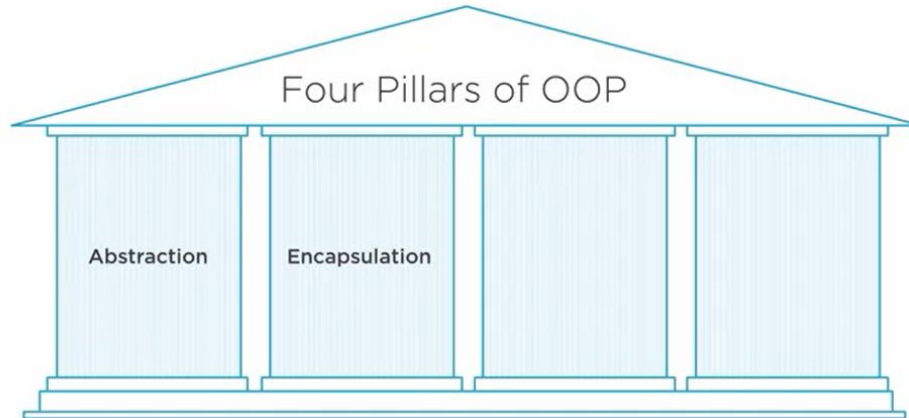 Four Pillars of OOP
Abstraction
Encapsulation